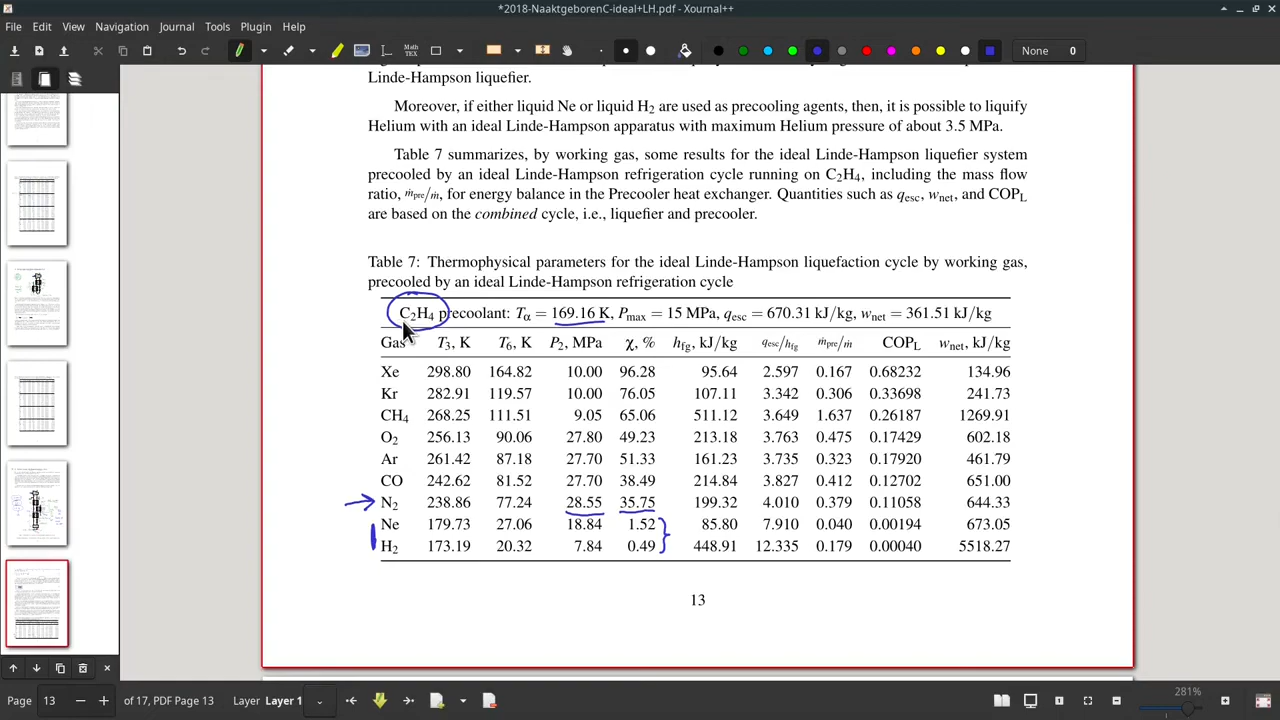 *2018-NaaktgeborenC-ideal+LH.pdf - Xournal++
File Edit View Navigation Journal Tools Plugin Help
None 0
Linde-Hampson liquefier.
Moreover, if either liquid Ne or liquid H2 are used as precooling agents, then, it is possible to liquify
Helium with an ideal Linde-Hampson apparatus with maximum Helium pressure of about 3.5 MPa.
Table 7 summarizes, by working gas, some results for the ideal Linde-Hampson liquefier system
precooled by an ideal Linde-Hampson refrigeration cycle running on C2H4, including the mass flow
ratio, ṁpre/ṁ, for energy balance in the Precooler heat exchanger. Quantities such as qesc, wnet, and COPL
are based on the combined cycle, i.e., liquefier and precooler.
Table 7: Thermophysical parameters for the ideal Linde-Hampson liquefaction cycle by working gas,
precooled by an ideal Linde-Hampson refrigeration cycle
C2H4 precoolant: Tα = 169.16 K, Pmax = 15 MPa, qesc = 670.31 kJ/kg, wnet = 361.51 kJ/kg
Gas T3, K T6, K P2, MPa χ, % hfg, kJ/kg qesc/hfg ṁpre/ṁ COPL wnet, kJ/kg
Xe 298.80 164.82 10.00 96.28 95.64 2.597 0.167 0.68232 134.96
Kr 282.91 119.57 10.00 76.05 107.11 3.342 0.306 0.33698 241.73
CH4 268.25 111.51 9.05 65.06 511.12 3.649 1.637 0.26187 1269.91
O2 256.13 90.06 27.80 49.23 213.18 3.763 0.475 0.17429 602.18
Ar 261.42 87.18 27.70 51.33 161.23 3.735 0.323 0.17920 461.79
CO 242.62 81.52 27.70 38.49 214.84 3.827 0.412 0.12702 651.00
N2 238.86 77.24 28.55 35.75 199.32 4.010 0.379 0.11058 644.33
Ne 179.73 27.06 18.84 1.52 85.80 7.910 0.040 0.00194 673.05
H2 173.19 20.32 7.84 0.49 448.91 12.335 0.179 0.00040 5518.27
13
Page 13 of 17, PDF Page 13 Layer Layer 1 281%